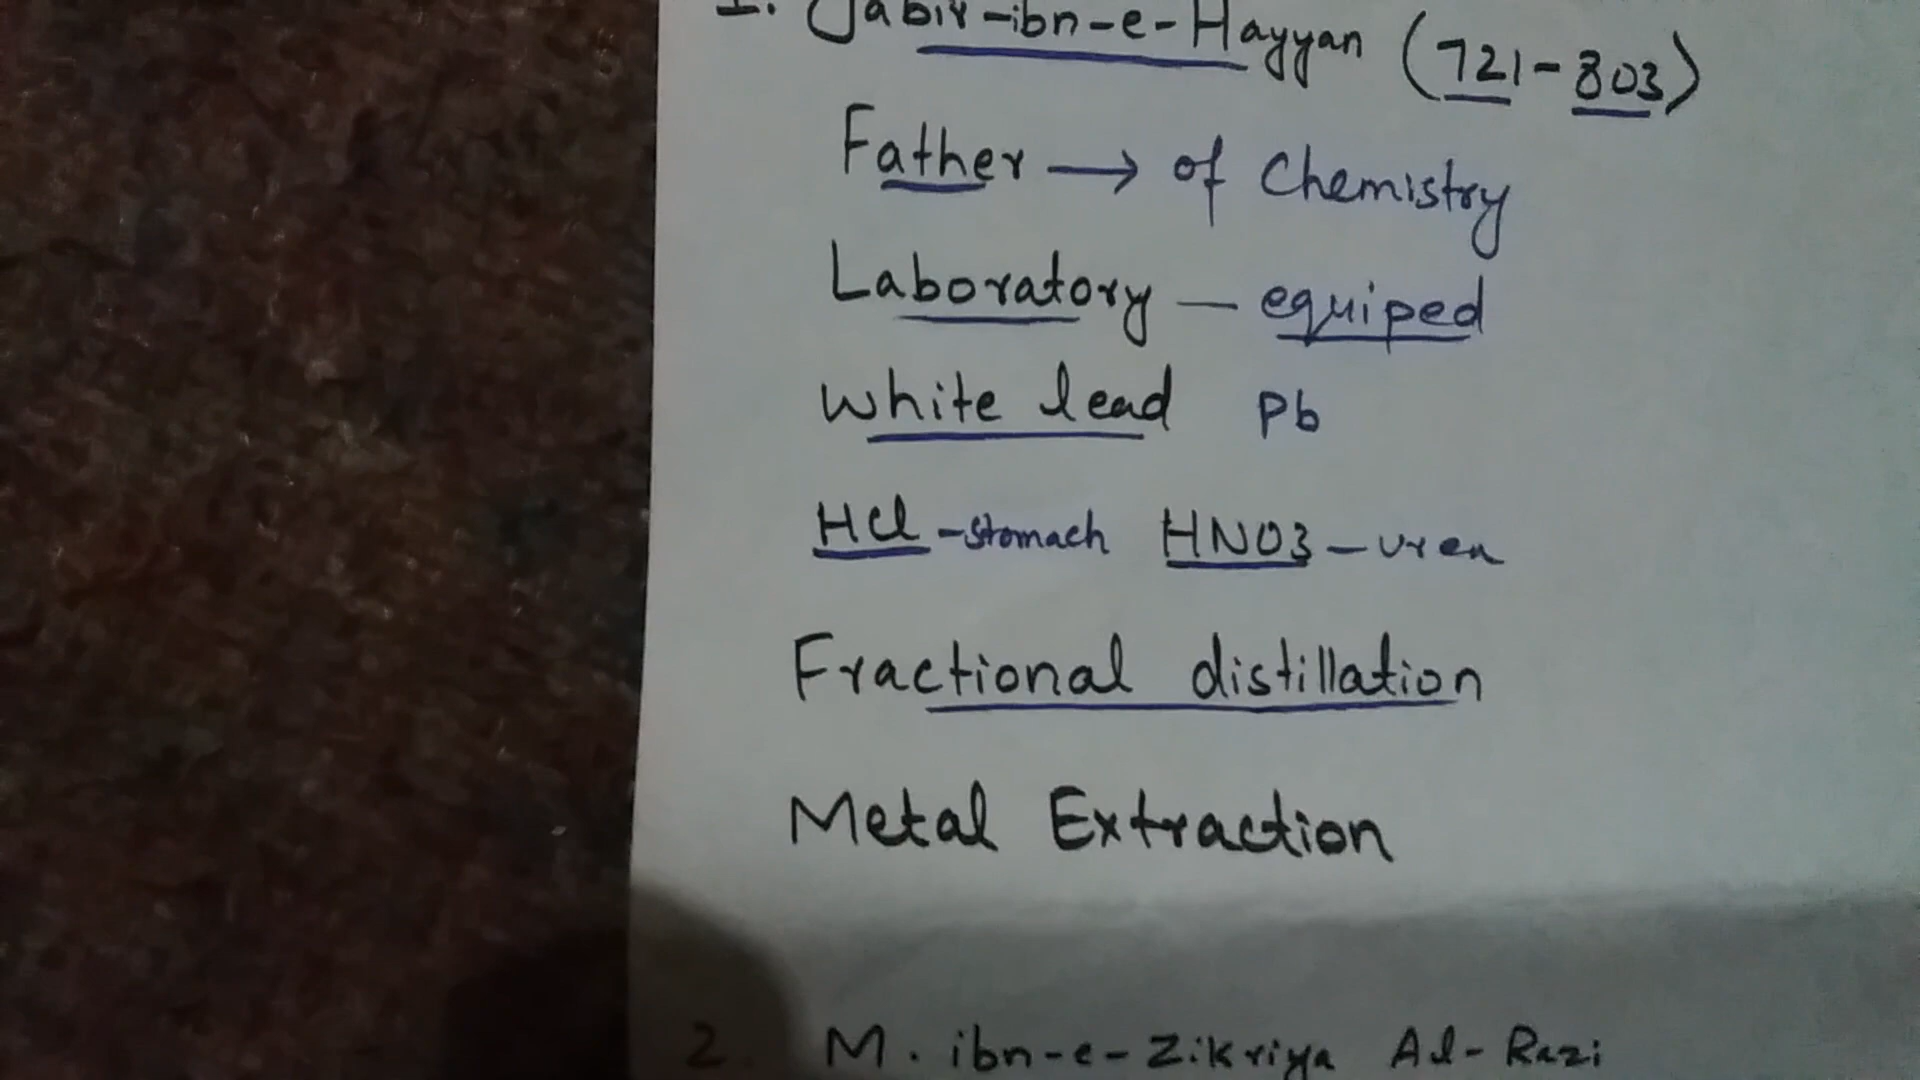 1. Jabir-ibn-e-Hayyan (721-803)
Father → of Chemistry
Laboratory - equiped
White lead Pb
HCl - stomach HNO3 - urea
Fractional distillation
Metal Extraction
2. M. ibn-e-Zikriya Al-Razi